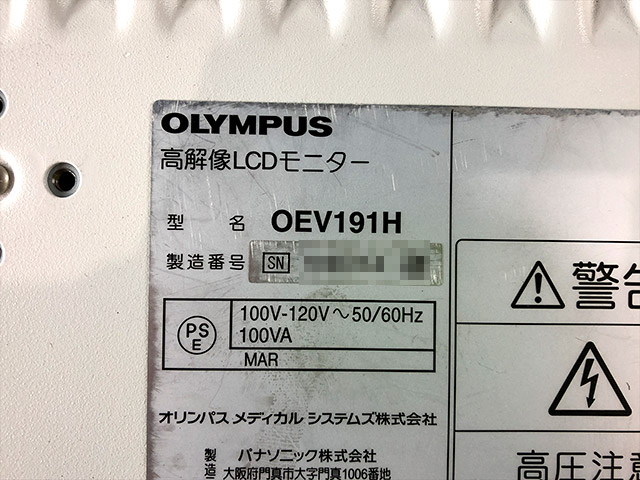 OLYMPUS
高解像LCDモニター
型 名 OEV191H
製造番号 SN
PS E
100V-120V～50/60Hz
100VA
MAR
オリンパス メディカル システムズ株式会社
製造 パナソニック株式会社
大阪府門真市大字門真1006番地
警告
高圧注意